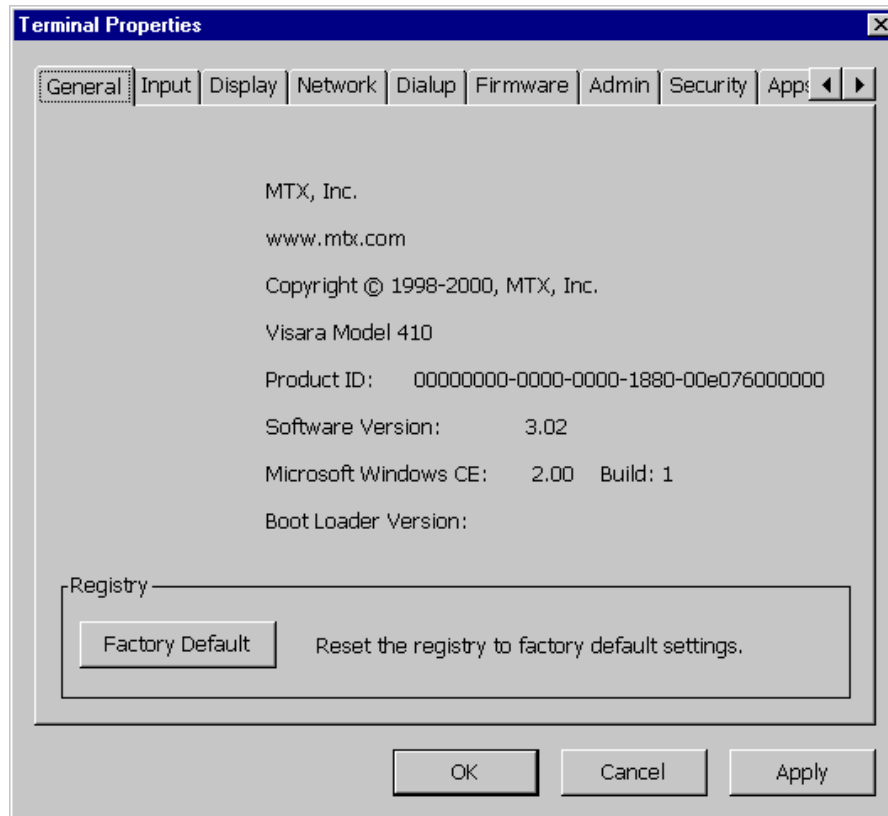 Terminal Properties
General Input Display Network Dialup Firmware Admin Security Apps
MTX, Inc.
www.mtx.com
Copyright © 1998-2000, MTX, Inc.
Visara Model 410
Product ID: 00000000-0000-0000-1880-00e076000000
Software Version: 3.02
Microsoft Windows CE: 2.00 Build: 1
Boot Loader Version:
Registry
Factory Default Reset the registry to factory default settings.
OK Cancel Apply